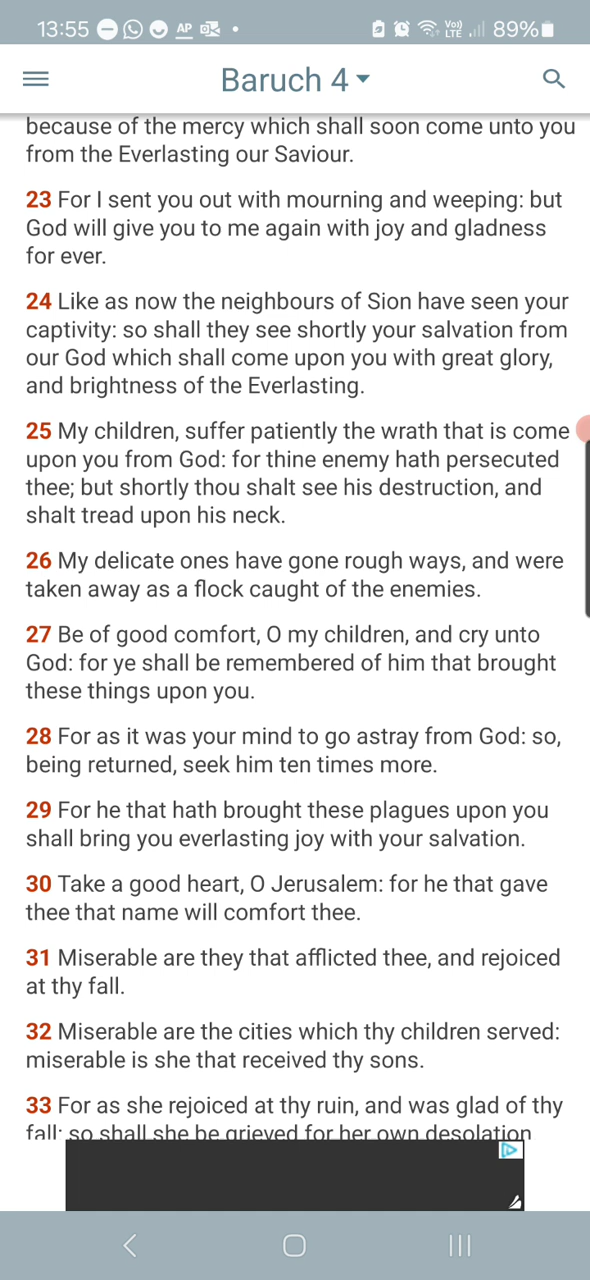 13:55 AP Vo)) LTE 89%
Baruch 4
because of the mercy which shall soon come unto you
from the Everlasting our Saviour.
23 For I sent you out with mourning and weeping: but
God will give you to me again with joy and gladness
for ever.
24 Like as now the neighbours of Sion have seen your
captivity: so shall they see shortly your salvation from
our God which shall come upon you with great glory,
and brightness of the Everlasting.
25 My children, suffer patiently the wrath that is come
upon you from God: for thine enemy hath persecuted
thee; but shortly thou shalt see his destruction, and
shalt tread upon his neck.
26 My delicate ones have gone rough ways, and were
taken away as a flock caught of the enemies.
27 Be of good comfort, O my children, and cry unto
God: for ye shall be remembered of him that brought
these things upon you.
28 For as it was your mind to go astray from God: so,
being returned, seek him ten times more.
29 For he that hath brought these plagues upon you
shall bring you everlasting joy with your salvation.
30 Take a good heart, O Jerusalem: for he that gave
thee that name will comfort thee.
31 Miserable are they that afflicted thee, and rejoiced
at thy fall.
32 Miserable are the cities which thy children served:
miserable is she that received thy sons.
33 For as she rejoiced at thy ruin, and was glad of thy
fall: so shall she be grieved for her own desolation